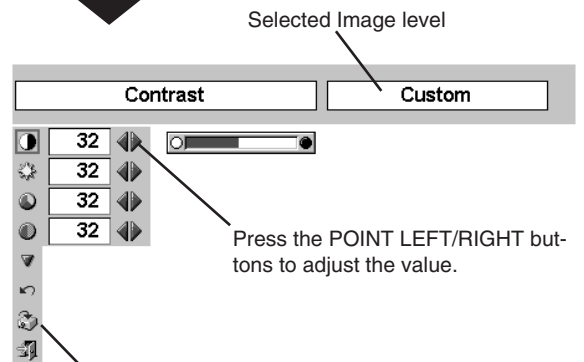 Selected Image level
Contrast
Custom
32
32
32
32
Press the POINT LEFT/RIGHT but-
tons to adjust the value.